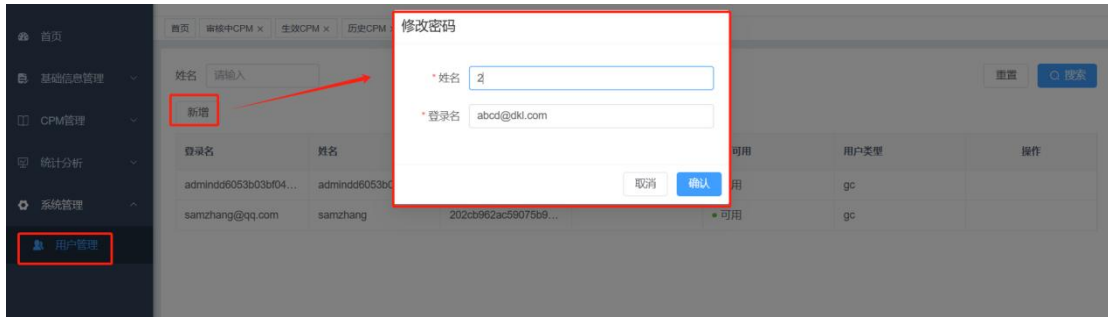 首页
基础信息管理
CPM管理
统计分析
系统管理
用户管理
首页 审核中CPM × 生效CPM × 历史CPM
姓名 请输入
重置 搜索
新增
修改密码
* 姓名 2
* 登录名 abcd@dkl.com
取消 确认
登录名 姓名 可用 用户类型 操作
admindd6053b03bf04... admindd6053b0 用 gc
samzhang@qq.com samzhang 202cb962ac59075b9... 可用 gc